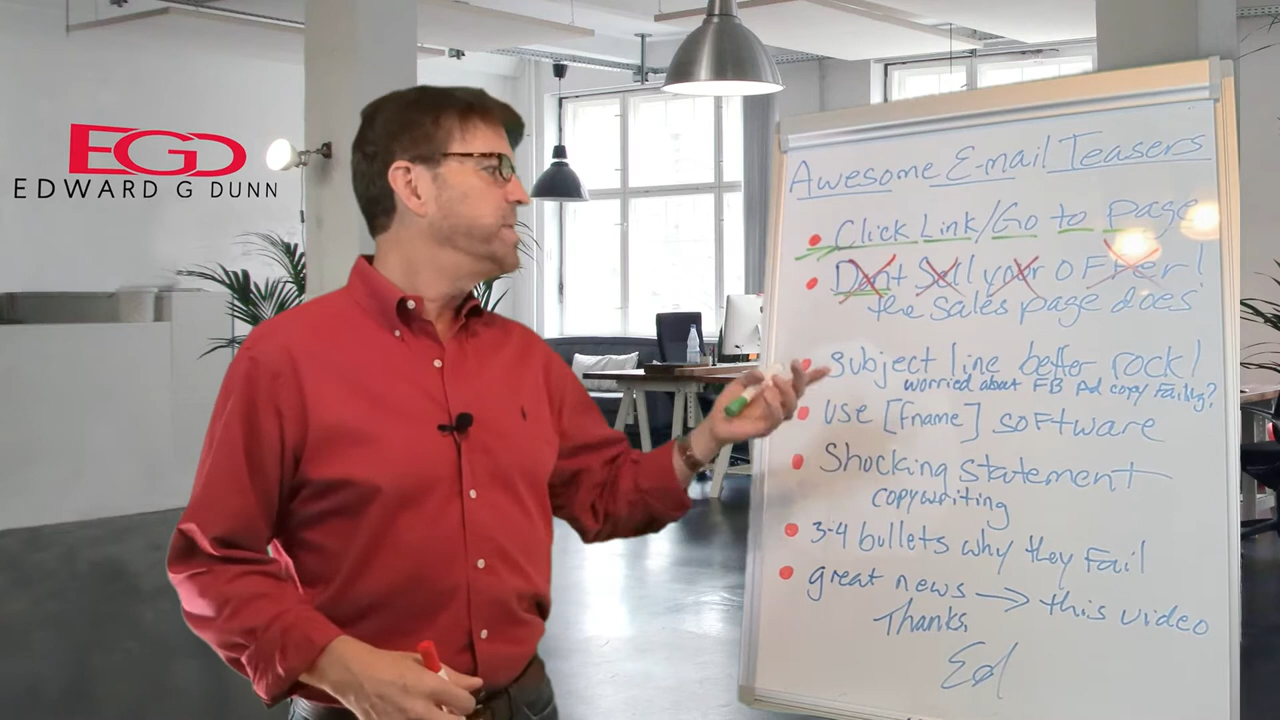 EGD
EDWARD G DUNN
Awesome E-mail Teasers
Click Link/Go to page
Don't Sell your offer!
the sales page does
subject line better rock!
worried about FB Ad copy Failing?
use [fname] software
Shocking statement
copywriting
3-4 bullets why they Fail
great news → this video
Thanks,
Ed